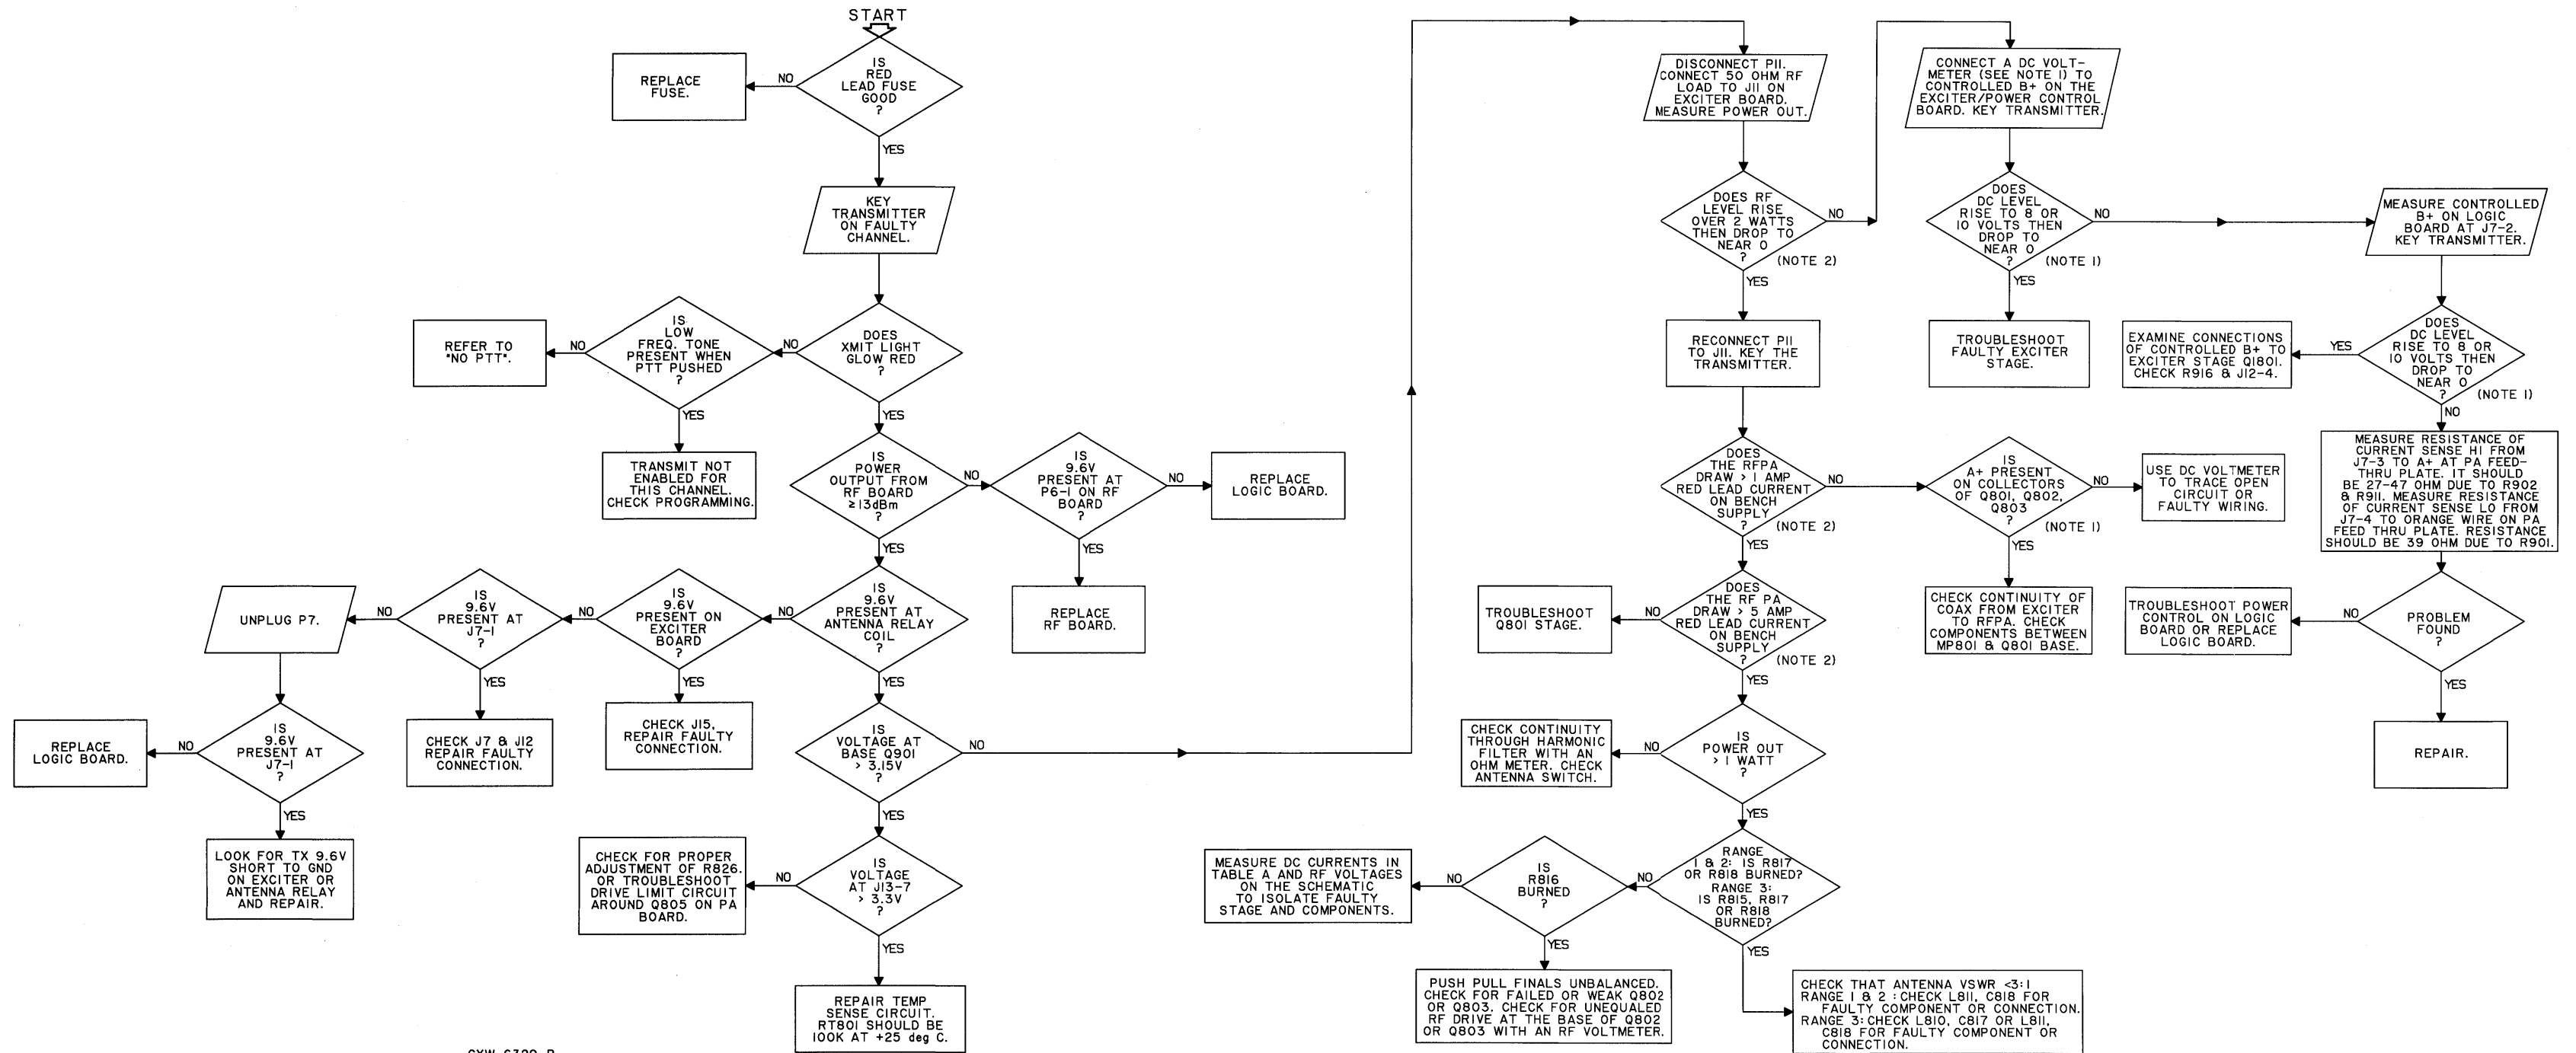 START
IS
RED
LEAD FUSE
GOOD
?
NO
REPLACE
FUSE.
YES
KEY
TRANSMITTER
ON FAULTY
CHANNEL.
DOES
XMIT LIGHT
GLOW RED
?
NO
IS
LOW
FREQ. TONE
PRESENT WHEN
PTT PUSHED
?
NO
REFER TO
"NO PTT".
YES
TRANSMIT NOT
ENABLED FOR
THIS CHANNEL.
CHECK PROGRAMMING.
YES
IS
POWER
OUTPUT FROM
RF BOARD
≥13dBm
?
NO
IS
9.6V
PRESENT AT
P6-1 ON RF
BOARD
?
NO
REPLACE
LOGIC BOARD.
YES
REPLACE
RF BOARD.
YES
IS
9.6V
PRESENT AT
ANTENNA RELAY
COIL
?
NO
IS
9.6V
PRESENT ON
EXCITER
BOARD
?
NO
IS
9.6V
PRESENT AT
J7-1
?
NO
UNPLUG P7.
IS
9.6V
PRESENT AT
J7-1
?
NO
REPLACE
LOGIC BOARD.
YES
LOOK FOR TX 9.6V
SHORT TO GND
ON EXCITER OR
ANTENNA RELAY
AND REPAIR.
YES
CHECK J7 & J12
REPAIR FAULTY
CONNECTION.
YES
CHECK J15.
REPAIR FAULTY
CONNECTION.
YES
IS
VOLTAGE AT
BASE Q901
> 3.15V
?
NO
YES
IS
VOLTAGE
AT J13-7
> 3.3V
?
NO
CHECK FOR PROPER
ADJUSTMENT OF R826.
OR TROUBLESHOOT
DRIVE LIMIT CIRCUIT
AROUND Q805 ON PA
BOARD.
YES
REPAIR TEMP
SENSE CIRCUIT.
RT801 SHOULD BE
100K AT +25 deg C.
DISCONNECT P11.
CONNECT 50 OHM RF
LOAD TO J11 ON
EXCITER BOARD.
MEASURE POWER OUT.
DOES RF
LEVEL RISE
OVER 2 WATTS
THEN DROP TO
NEAR 0
?
(NOTE 2)
NO
CONNECT A DC VOLT-
METER (SEE NOTE 1) TO
CONTROLLED B+ ON THE
EXCITER/POWER CONTROL
BOARD. KEY TRANSMITTER.
DOES
DC LEVEL
RISE TO 8 OR
10 VOLTS THEN
DROP TO
NEAR 0
?
(NOTE 1)
NO
MEASURE CONTROLLED
B+ ON LOGIC
BOARD AT J7-2.
KEY TRANSMITTER.
YES
TROUBLESHOOT
FAULTY EXCITER
STAGE.
DOES
DC LEVEL
RISE TO 8 OR
10 VOLTS THEN
DROP TO
NEAR 0
?
(NOTE 1)
YES
EXAMINE CONNECTIONS
OF CONTROLLED B+ TO
EXCITER STAGE Q1801.
CHECK R916 & J12-4.
NO
MEASURE RESISTANCE OF
CURRENT SENSE HI FROM
J7-3 TO A+ AT PA FEED-
THRU PLATE. IT SHOULD
BE 27-47 OHM DUE TO R902
& R911. MEASURE RESISTANCE
OF CURRENT SENSE LO FROM
J7-4 TO ORANGE WIRE ON PA
FEED THRU PLATE. RESISTANCE
SHOULD BE 39 OHM DUE TO R901.
PROBLEM
FOUND
?
NO
TROUBLESHOOT POWER
CONTROL ON LOGIC
BOARD OR REPLACE
LOGIC BOARD.
YES
REPAIR.
YES
RECONNECT P11
TO J11. KEY THE
TRANSMITTER.
DOES
THE RFPA
DRAW > 1 AMP
RED LEAD CURRENT
ON BENCH
SUPPLY
?
(NOTE 2)
NO
IS
A+ PRESENT
ON COLLECTORS
OF Q801, Q802,
Q803
?
(NOTE 1)
NO
USE DC VOLTMETER
TO TRACE OPEN
CIRCUIT OR
FAULTY WIRING.
YES
CHECK CONTINUITY OF
COAX FROM EXCITER
TO RFPA. CHECK
COMPONENTS BETWEEN
MP801 & Q801 BASE.
YES
DOES
THE RF PA
DRAW > 5 AMP
RED LEAD CURRENT
ON BENCH
SUPPLY
?
(NOTE 2)
NO
TROUBLESHOOT
Q801 STAGE.
YES
IS
POWER OUT
> 1 WATT
?
NO
CHECK CONTINUITY
THROUGH HARMONIC
FILTER WITH AN
OHM METER. CHECK
ANTENNA SWITCH.
YES
RANGE
1 & 2: IS R817
OR R818 BURNED?
RANGE 3:
IS R815, R817
OR R818
BURNED?
NO
IS
R816
BURNED
?
NO
MEASURE DC CURRENTS IN
TABLE A AND RF VOLTAGES
ON THE SCHEMATIC
TO ISOLATE FAULTY
STAGE AND COMPONENTS.
YES
PUSH PULL FINALS UNBALANCED.
CHECK FOR FAILED OR WEAK Q802
OR Q803. CHECK FOR UNEQUALED
RF DRIVE AT THE BASE OF Q802
OR Q803 WITH AN RF VOLTMETER.
YES
CHECK THAT ANTENNA VSWR <3:1
RANGE 1 & 2 : CHECK L811, C818 FOR
FAULTY COMPONENT OR CONNECTION.
RANGE 3: CHECK L810, C817 OR L811,
C818 FOR FAULTY COMPONENT OR
CONNECTION.